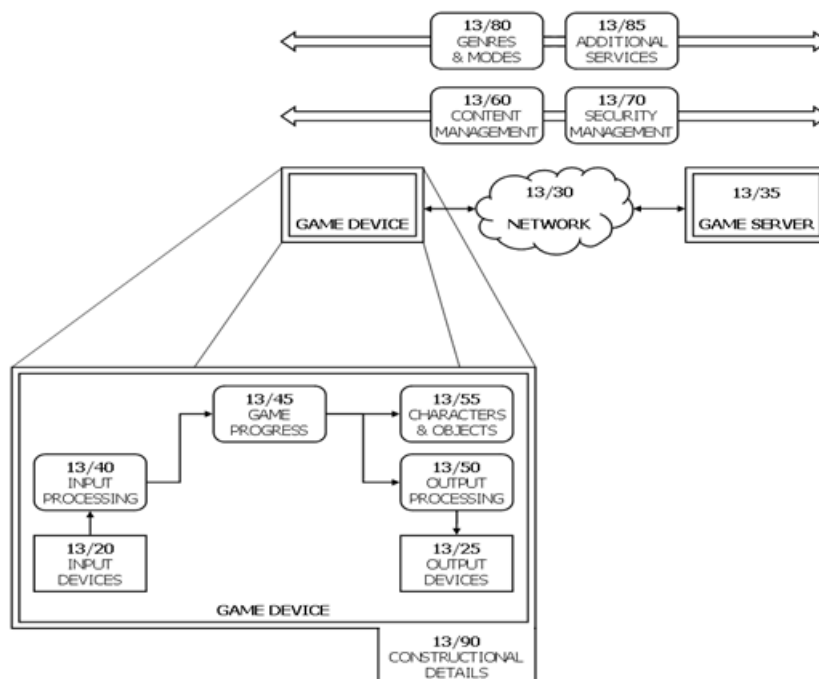 13/80
GENRES
& MODES
13/85
ADDITIONAL
SERVICES
13/60
CONTENT
MANAGEMENT
13/70
SECURITY
MANAGEMENT
GAME DEVICE
13/30
NETWORK
13/35
GAME SERVER
13/45
GAME
PROGRESS
13/55
CHARACTERS
& OBJECTS
13/40
INPUT
PROCESSING
13/50
OUTPUT
PROCESSING
13/20
INPUT
DEVICES
13/25
OUTPUT
DEVICES
GAME DEVICE
13/90
CONSTRUCTIONAL
DETAILS